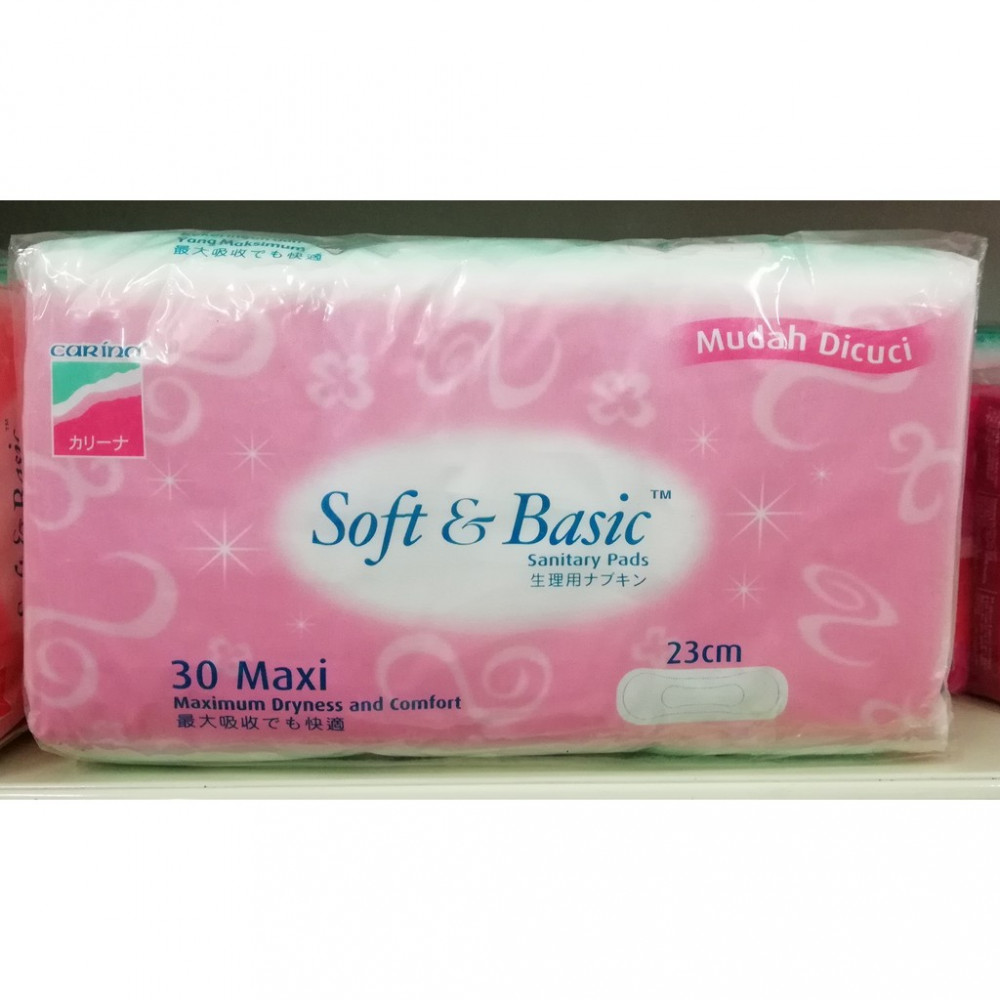 Yang Maksimum
最大吸収でも快適
carina
カリーナ
Mudah Dicuci
Soft & Basic™
Sanitary Pads
生理用ナプキン
30 Maxi
Maximum Dryness and Comfort
最大吸収でも快適
23cm
& Basic